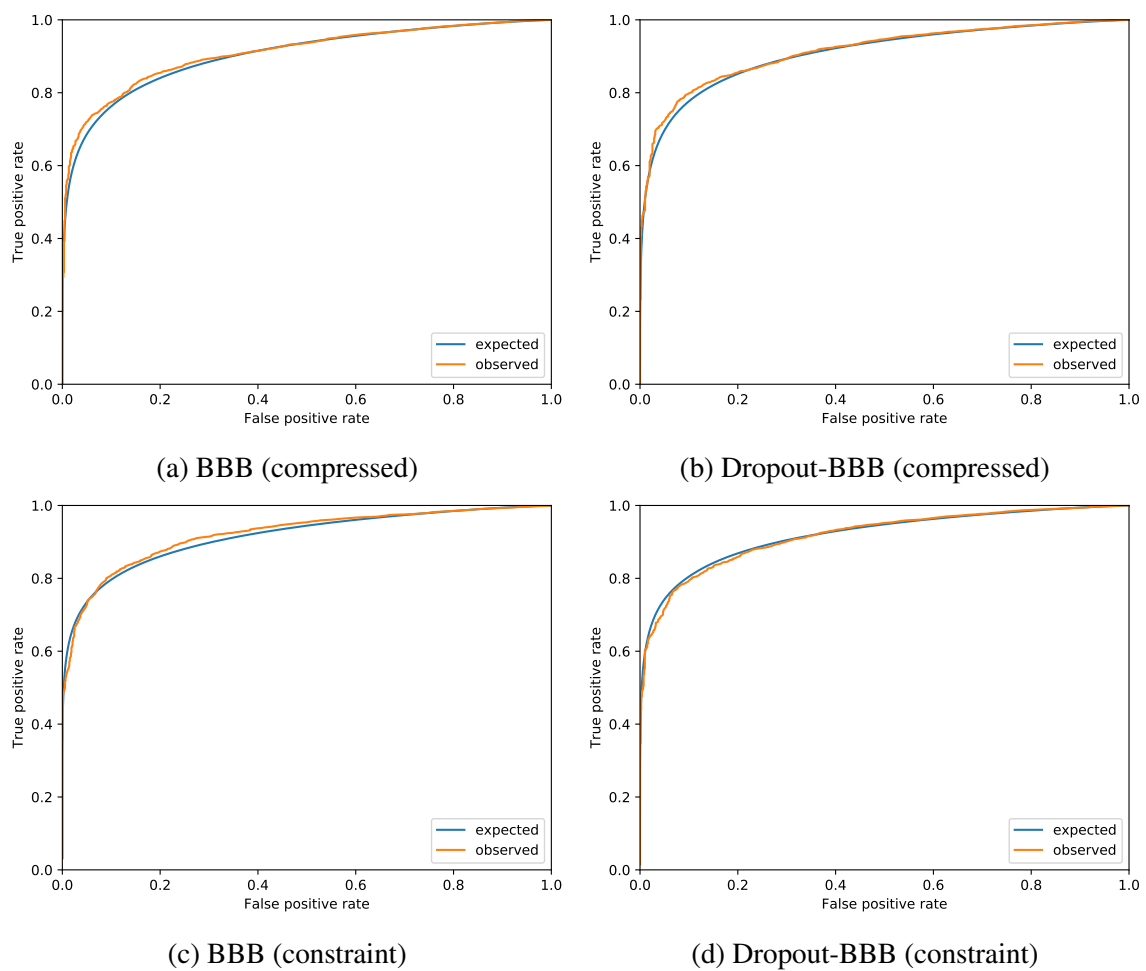 1.0
0.8
0.6
0.4
0.2
0.0
True positive rate
expected
observed
0.0 0.2 0.4 0.6 0.8 1.0
False positive rate
(a) BBB (compressed)
1.0
0.8
0.6
0.4
0.2
0.0
True positive rate
expected
observed
0.0 0.2 0.4 0.6 0.8 1.0
False positive rate
(b) Dropout-BBB (compressed)
1.0
0.8
0.6
0.4
0.2
0.0
True positive rate
expected
observed
0.0 0.2 0.4 0.6 0.8 1.0
False positive rate
(c) BBB (constraint)
1.0
0.8
0.6
0.4
0.2
0.0
True positive rate
expected
observed
0.0 0.2 0.4 0.6 0.8 1.0
False positive rate
(d) Dropout-BBB (constraint)